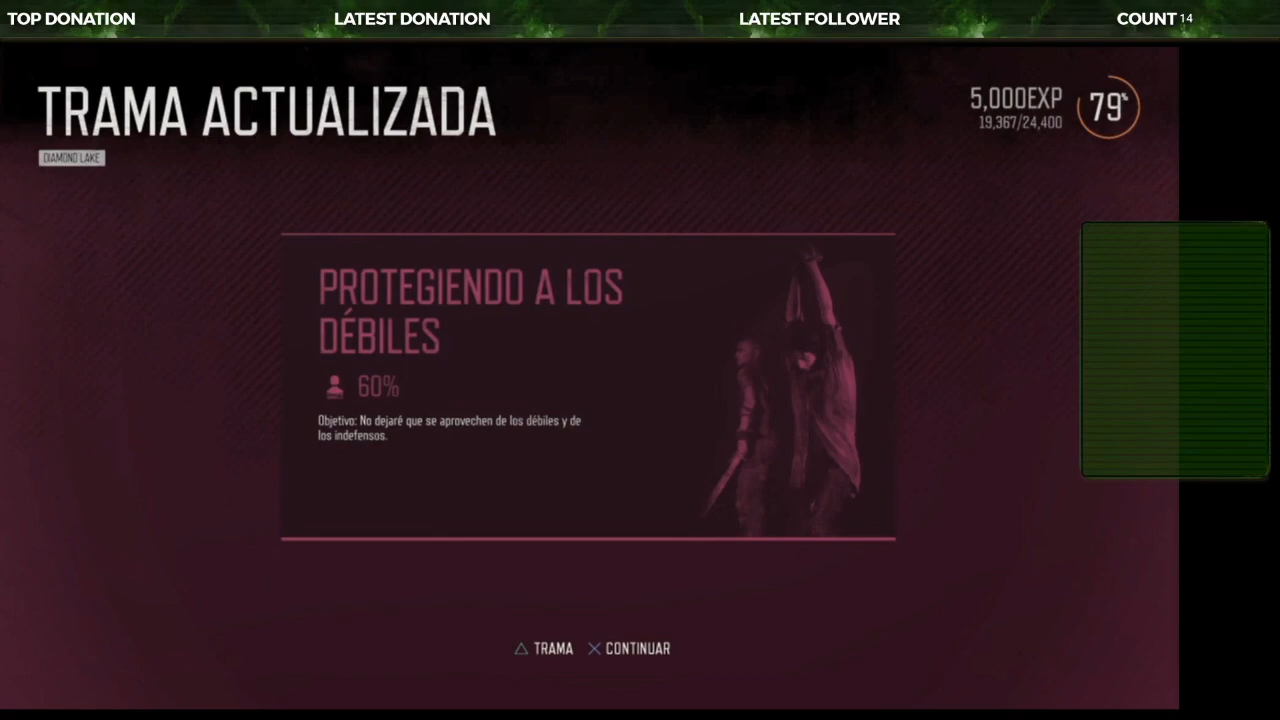 TOP DONATION
LATEST DONATION
LATEST FOLLOWER
COUNT 14
TRAMA ACTUALIZADA
DIAMOND LAKE
5,000EXP
19,367/24,400
79%
PROTEGIENDO A LOS
DÉBILES
60%
Objetivo: No dejaré que se aprovechen de los débiles y de
los indefensos.
TRAMA
CONTINUAR